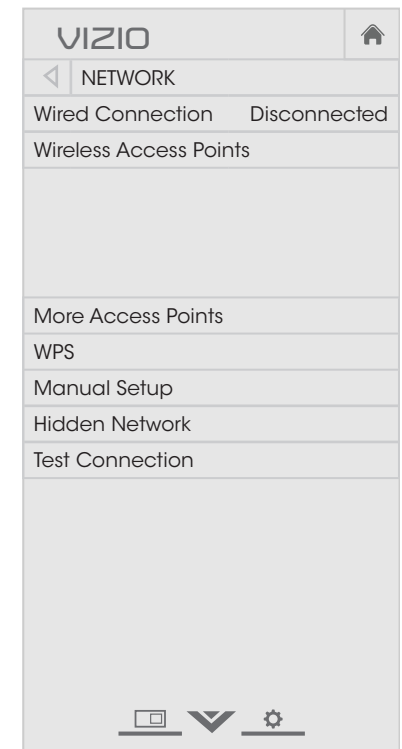 VIZIO
NETWORK
Wired Connection Disconnected
Wireless Access Points
More Access Points
WPS
Manual Setup
Hidden Network
Test Connection